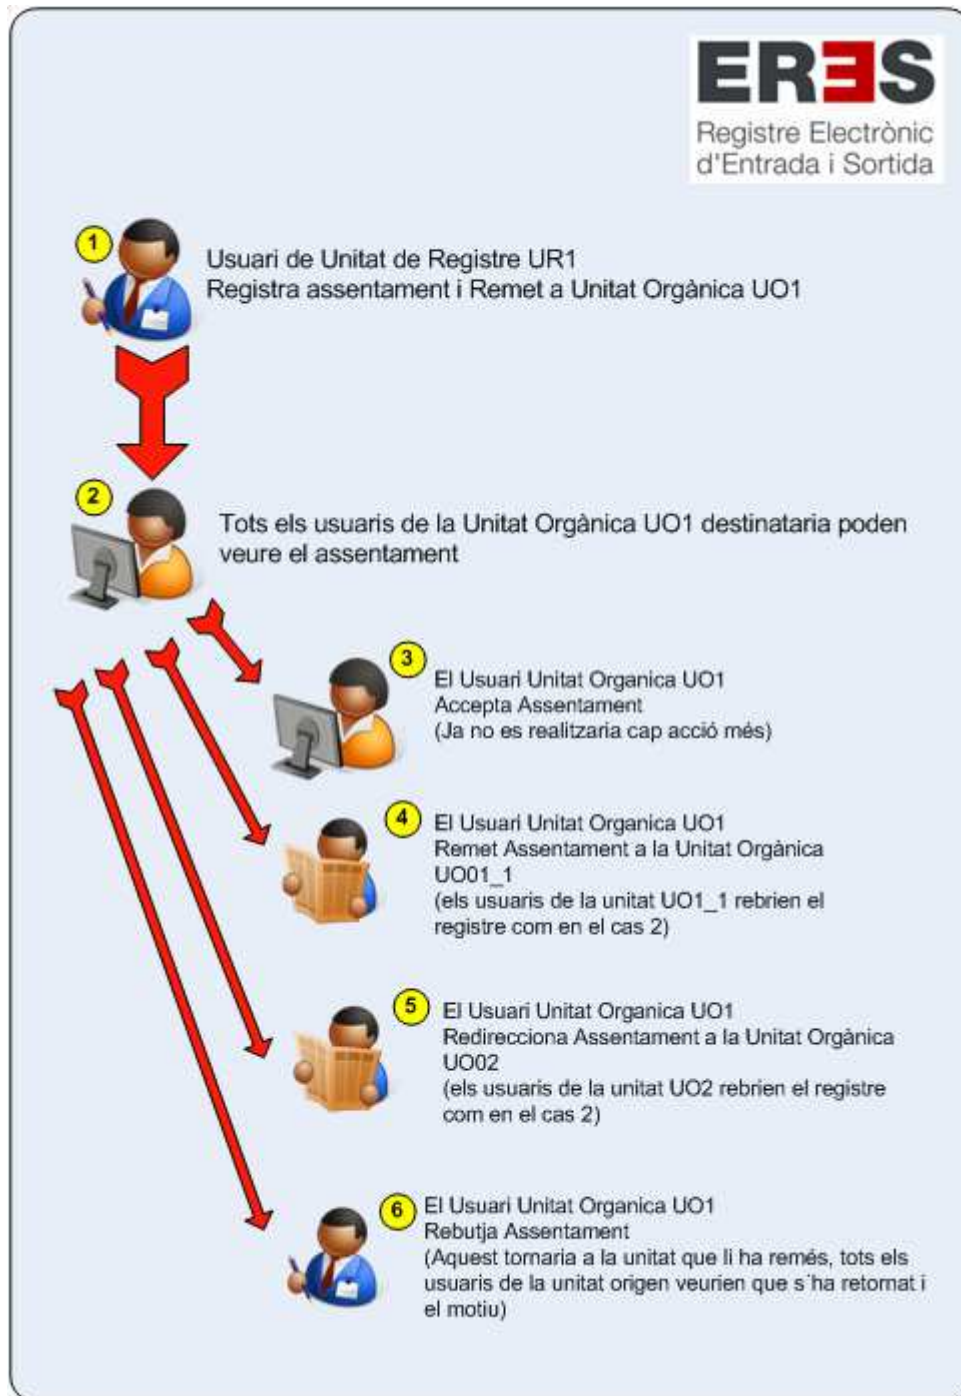 ERES
Registre Electrònic
d'Entrada i Sortida
1
Usuari de Unitat de Registre UR1
Registra assentament i Remet a Unitat Orgànica UO1
2
Tots els usuaris de la Unitat Orgànica UO1 destinataria poden
veure el assentament
3
El Usuari Unitat Organica UO1
Accepta Assentament
(Ja no es realitzaria cap acció més)
4
El Usuari Unitat Organica UO1
Remet Assentament a la Unitat Orgànica
UO01_1
(els usuaris de la unitat UO1_1 rebrien el
registre com en el cas 2)
5
El Usuari Unitat Organica UO1
Redirecciona Assentament a la Unitat Orgànica
UO02
(els usuaris de la unitat UO2 rebrien el registre
com en el cas 2)
6
El Usuari Unitat Organica UO1
Rebutja Assentament
(Aquest tornaria a la unitat que li ha remés, tots els
usuaris de la unitat origen veurien que s´ha retornat i
el motiu)